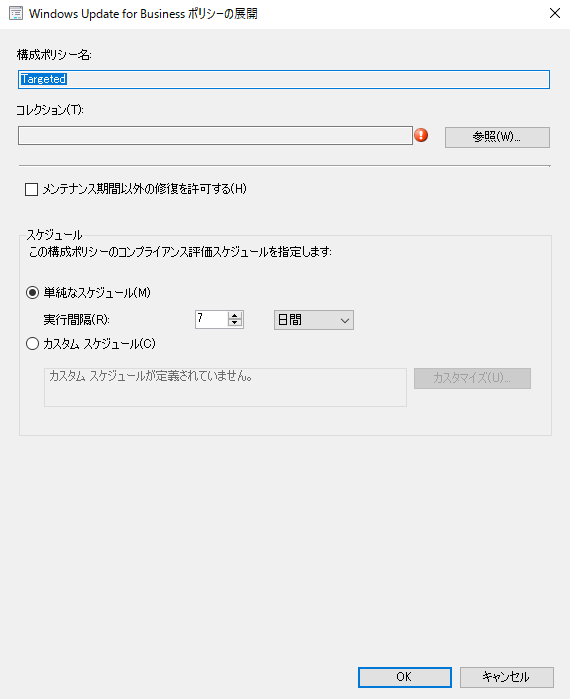 Windows Update for Business ポリシーの展開
構成ポリシー名:
Targeted
コレクション(T):
参照(W)...
メンテナンス期間以外の修復を許可する(H)
スケジュール
この構成ポリシーのコンプライアンス評価スケジュールを指定します:
単純なスケジュール(M)
実行間隔(R):
7
日間
カスタム スケジュール(C)
カスタム スケジュールが定義されていません。
カスタマイズ(U)...
OK
キャンセル